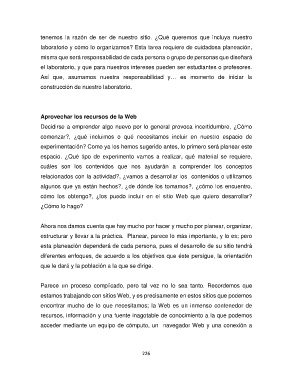 tenemos la razón de ser de nuestro sitio. ¿Qué queremos que incluya nuestro
laboratorio y cómo lo organizamos? Esta tarea requiere de cuidadosa planeación,
misma que será responsabilidad de cada persona o grupo de personas que diseñará
el laboratorio, y que para nuestros intereses pueden ser estudiantes o profesores.
Así que, asumamos nuestra responsabilidad y… es momento de iniciar la
construcción de nuestro laboratorio.
Aprovechar los recursos de la Web
Decidirse a emprender algo nuevo por lo general provoca incertidumbre, ¿Cómo
comenzar?, ¿qué incluimos o qué necesitamos incluir en nuestro espacio de
experimentación? Como ya los hemos sugerido antes, lo primero será planear este
espacio. ¿Qué tipo de experimento vamos a realizar, qué material se requiere,
cuáles son los contenidos que nos ayudarán a comprender los conceptos
relacionados con la actividad?, ¿vamos a desarrollar los contenidos o utilizamos
algunos que ya están hechos?, ¿de dónde los tomamos?, ¿cómo los encuentro,
cómo los obtengo?, ¿los puedo incluir en el sitio Web que quiero desarrollar?
¿Cómo lo hago?
Ahora nos damos cuenta que hay mucho por hacer y mucho por planear, organizar,
estructurar y llevar a la práctica. Planear, parece lo más importante, y lo es; pero
esta planeación dependerá de cada persona, pues el desarrollo de su sitio tendrá
diferentes enfoques, de acuerdo a los objetivos que éste persigue, la orientación
que le dará y la población a la que se dirige.
Parece un proceso complicado, pero tal vez no lo sea tanto. Recordemos que
estamos trabajando con sitios Web, y es precisamente en estos sitios que podemos
encontrar mucho de lo que necesitamos; la Web es un inmenso contenedor de
recursos, información y una fuente inagotable de conocimiento a la que podemos
acceder mediante un equipo de cómputo, un navegador Web y una conexión a
226